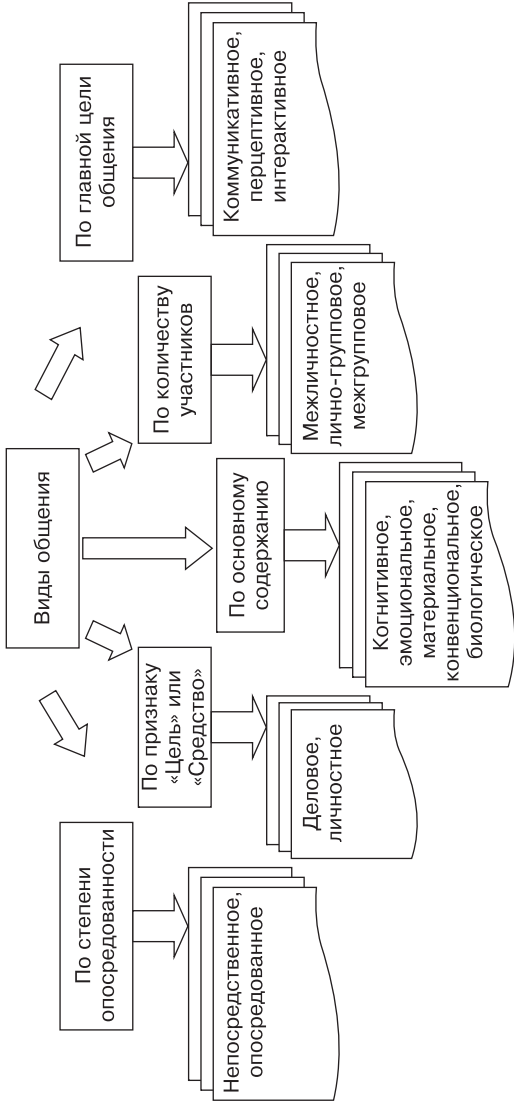 Виды общения
По степени
опосредованности
Непосредственное,
опосредованное
По признаку
«Цель» или
«Средство»
Деловое,
личностное
По основному
содержанию
Когнитивное,
эмоциональное,
материальное,
конвенциональное,
биологическое
По количеству
участников
Межличностное,
лично-групповое,
межгрупповое
По главной цели
общения
Коммуникативное,
перцептивное,
интерактивное